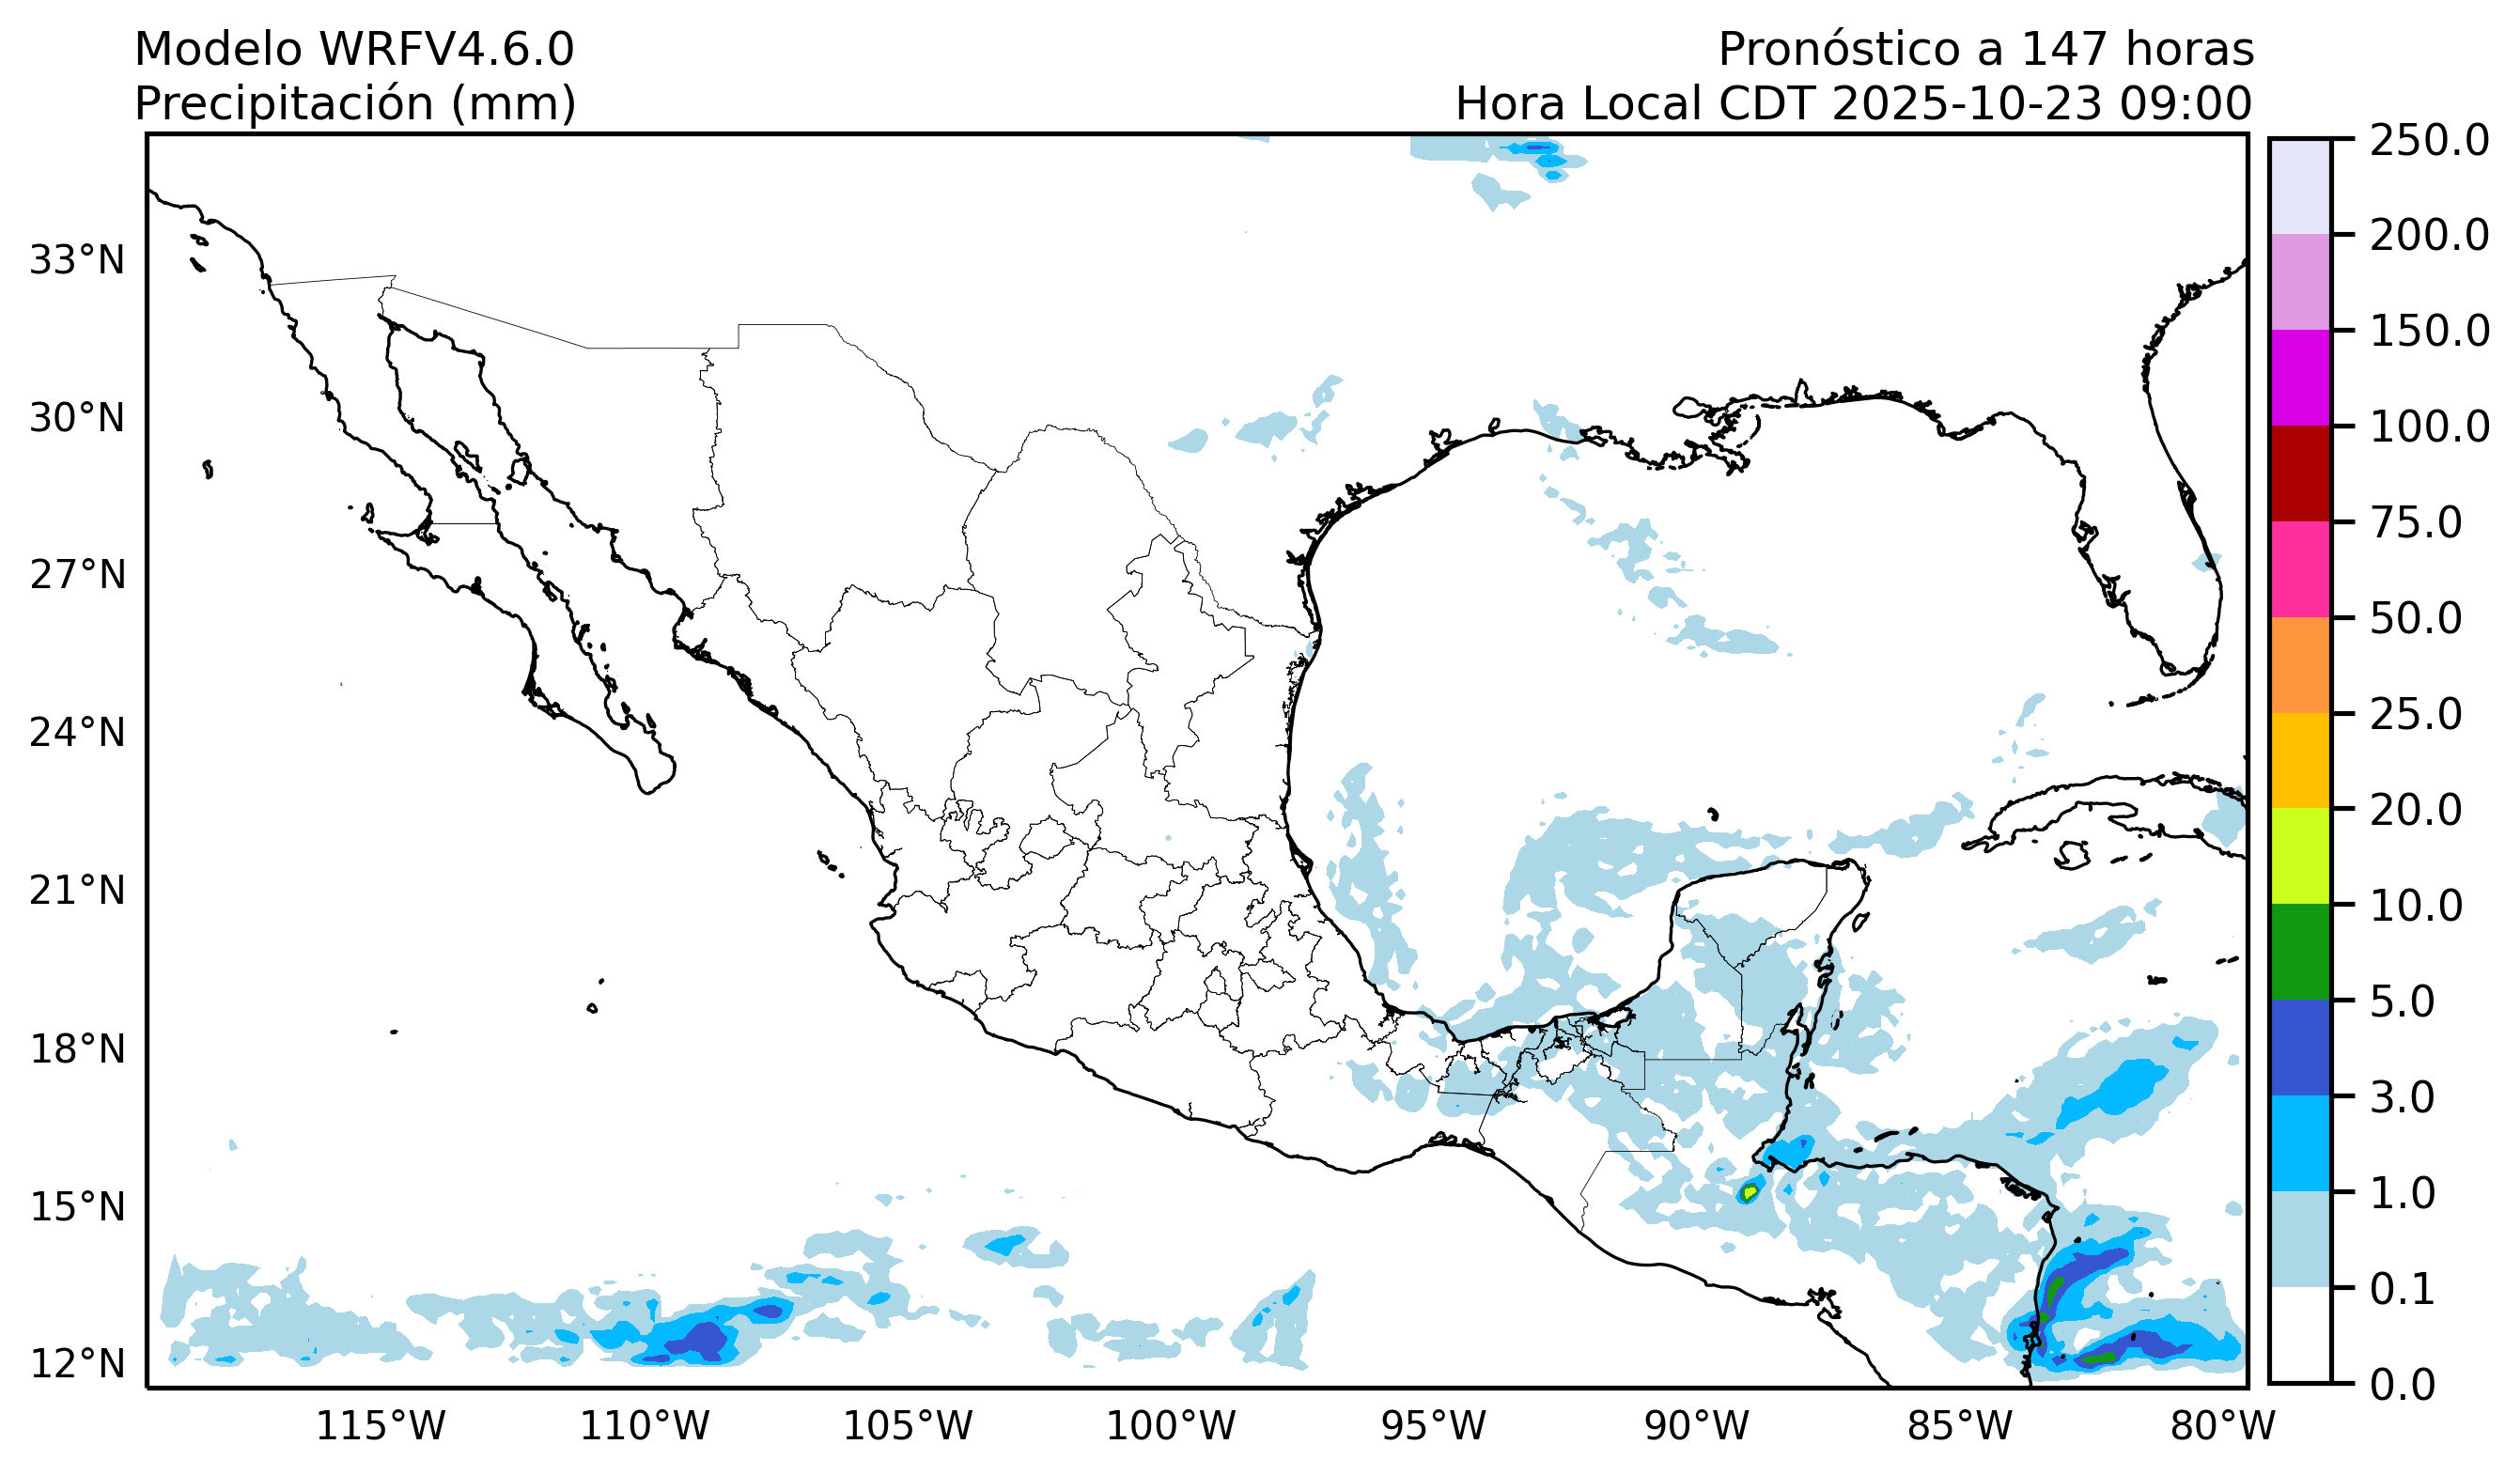 Modelo WRFV4.6.0
Precipitación (mm)
Pronóstico a 147 horas
Hora Local CDT 2025-10-23 09:00
33°N
30°N
27°N
24°N
21°N
18°N
15°N
12°N
115°W
110°W
105°W
100°W
95°W
90°W
85°W
80°W
250.0
200.0
150.0
100.0
75.0
50.0
25.0
20.0
10.0
5.0
3.0
1.0
0.1
0.0